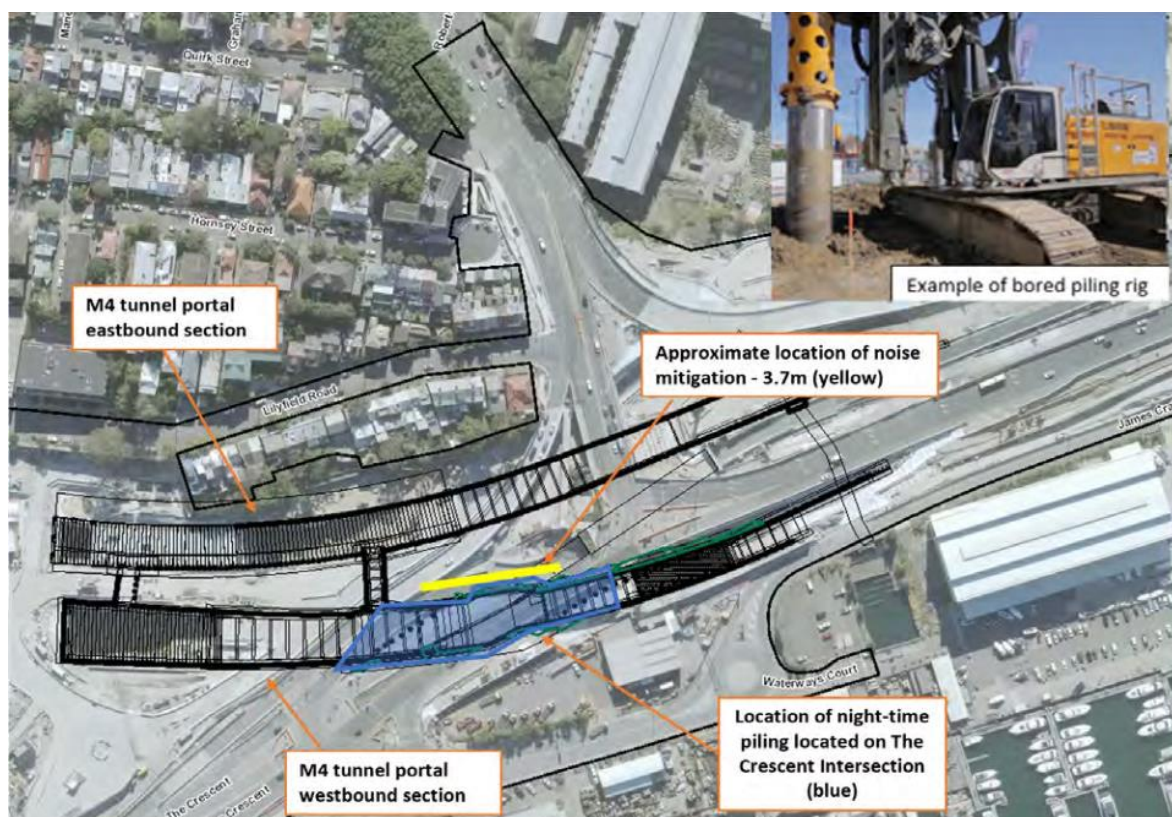 Quirk Street
Robert
Hornsey Street
Lilyfield Road
M4 tunnel portal
eastbound section
Example of bored piling rig
Approximate location of noise
mitigation - 3.7m (yellow)
Waterways Court
Location of night-time
piling located on The
Crescent Intersection
(blue)
M4 tunnel portal
westbound section
The Crescent
Crescent